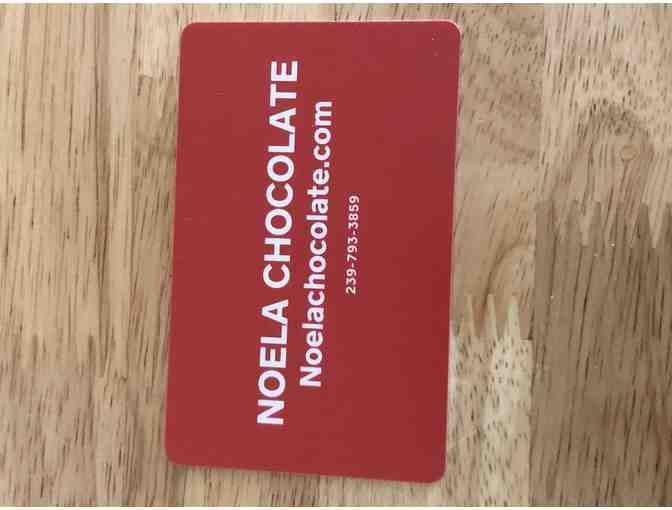 NOELA CHOCOLATE
Noelachocolate.com
239-793-3859